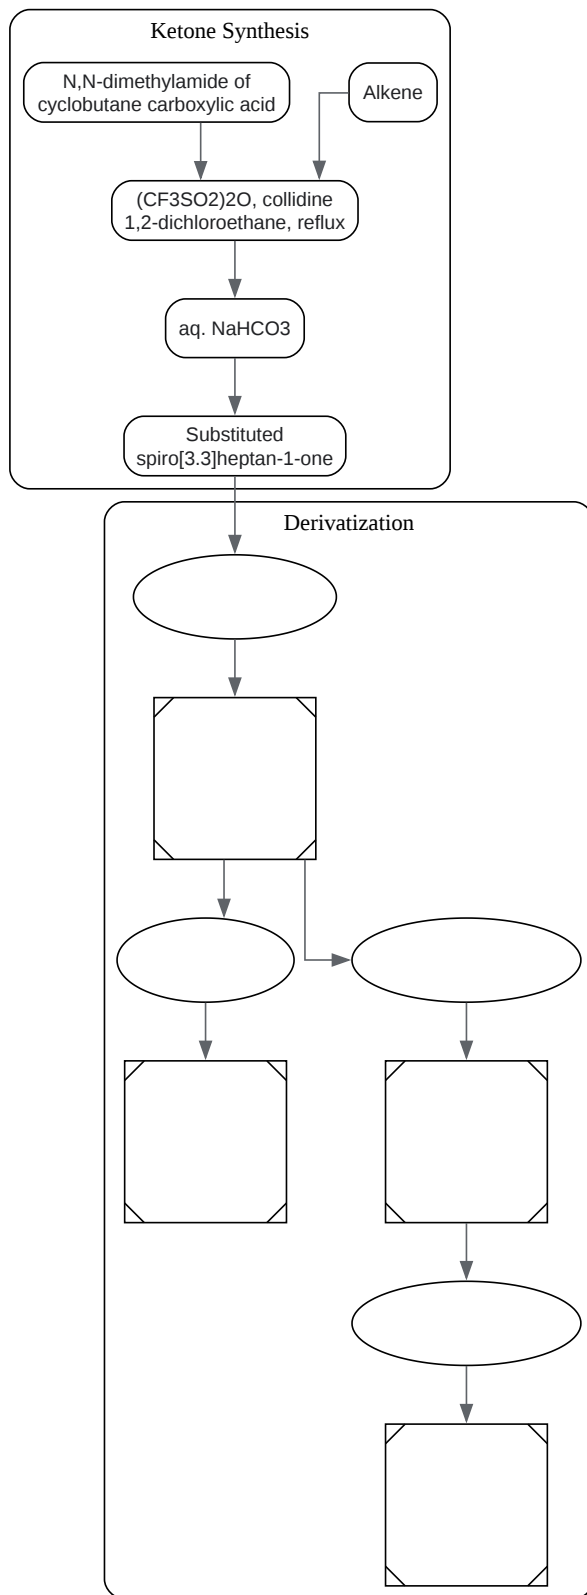 Ketone Synthesis
N,N-dimethylamide of
cyclobutane carboxylic acid
Alkene
(CF3SO2)2O, collidine
1,2-dichloroethane, reflux
aq. NaHCO3
Substituted
spiro[3.3]heptan-1-one
Derivatization